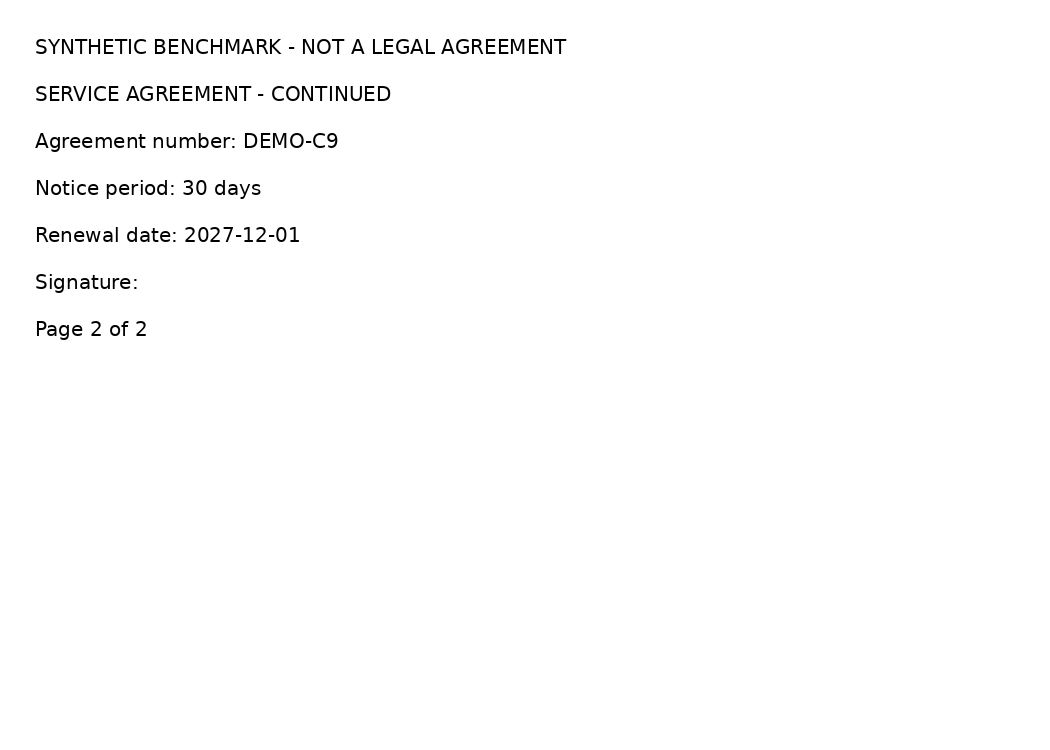 SYNTHETIC BENCHMARK - NOT A LEGAL AGREEMENT
SERVICE AGREEMENT - CONTINUED
Agreement number: DEMO-C9
Notice period: 30 days
Renewal date: 2027-12-01
Signature:
Page 2 of 2